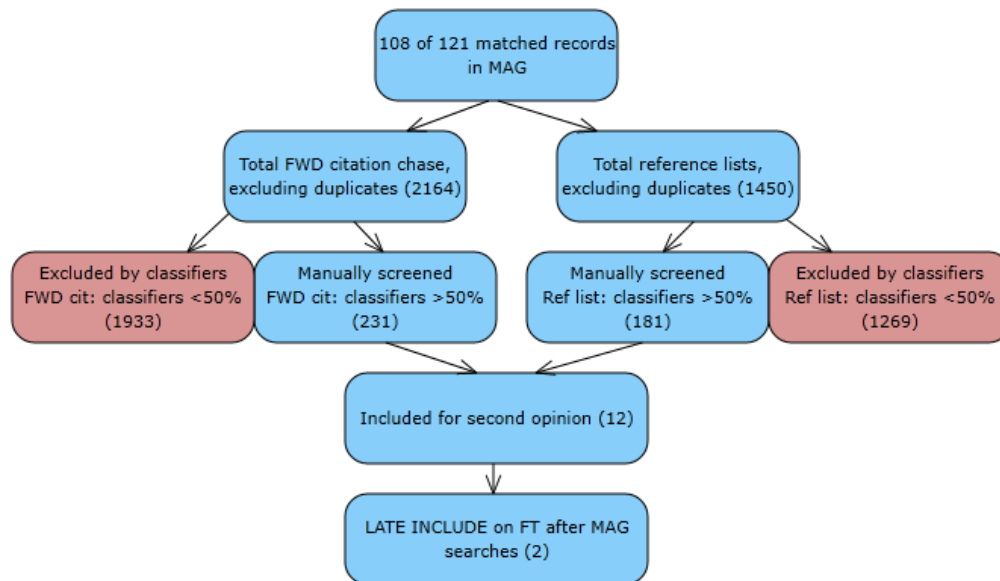 108 of 121 matched records
in MAG
Total FWD citation chase,
excluding duplicates (2164)
Total reference lists,
excluding duplicates (1450)
Excluded by classifiers
FWD cit: classifiers <50%
(1933)
Manually screened
FWD cit: classifiers >50%
(231)
Manually screened
Ref list: classifiers >50%
(181)
Excluded by classifiers
Ref list: classifiers <50%
(1269)
Included for second opinion (12)
LATE INCLUDE on FT after MAG
searches (2)